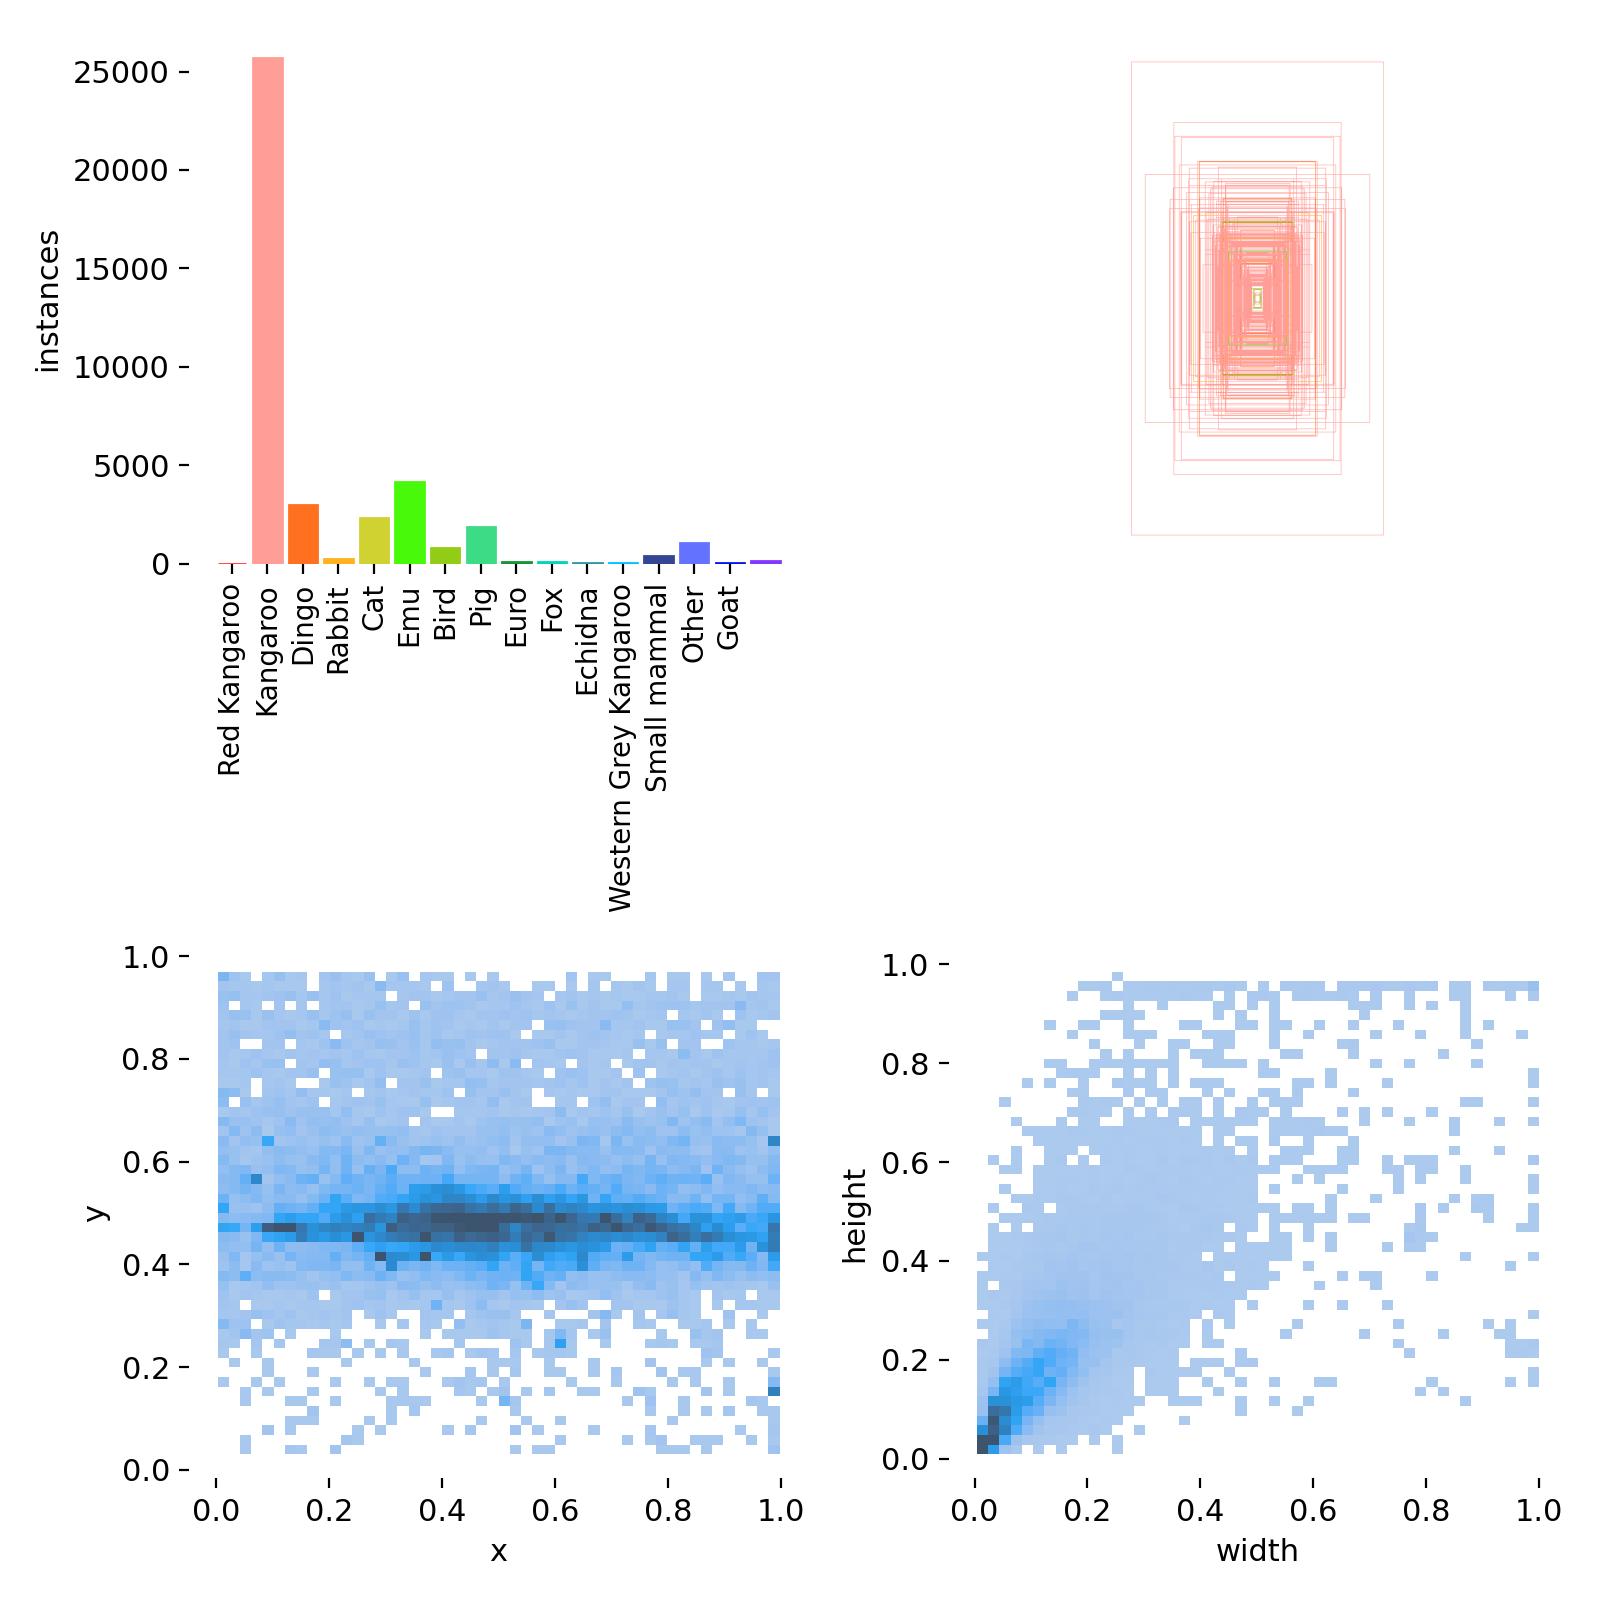 instances
25000
20000
15000
10000
5000
0
Red Kangaroo
Kangaroo
Dingo
Rabbit
Cat
Emu
Bird
Pig
Euro
Fox
Echidna
Western Grey Kangaroo
Small mammal
Other
Goat
y
1.0
0.8
0.6
0.4
0.2
0.0
0.0 0.2 0.4 0.6 0.8 1.0
x
height
1.0
0.8
0.6
0.4
0.2
0.0
0.0 0.2 0.4 0.6 0.8 1.0
width